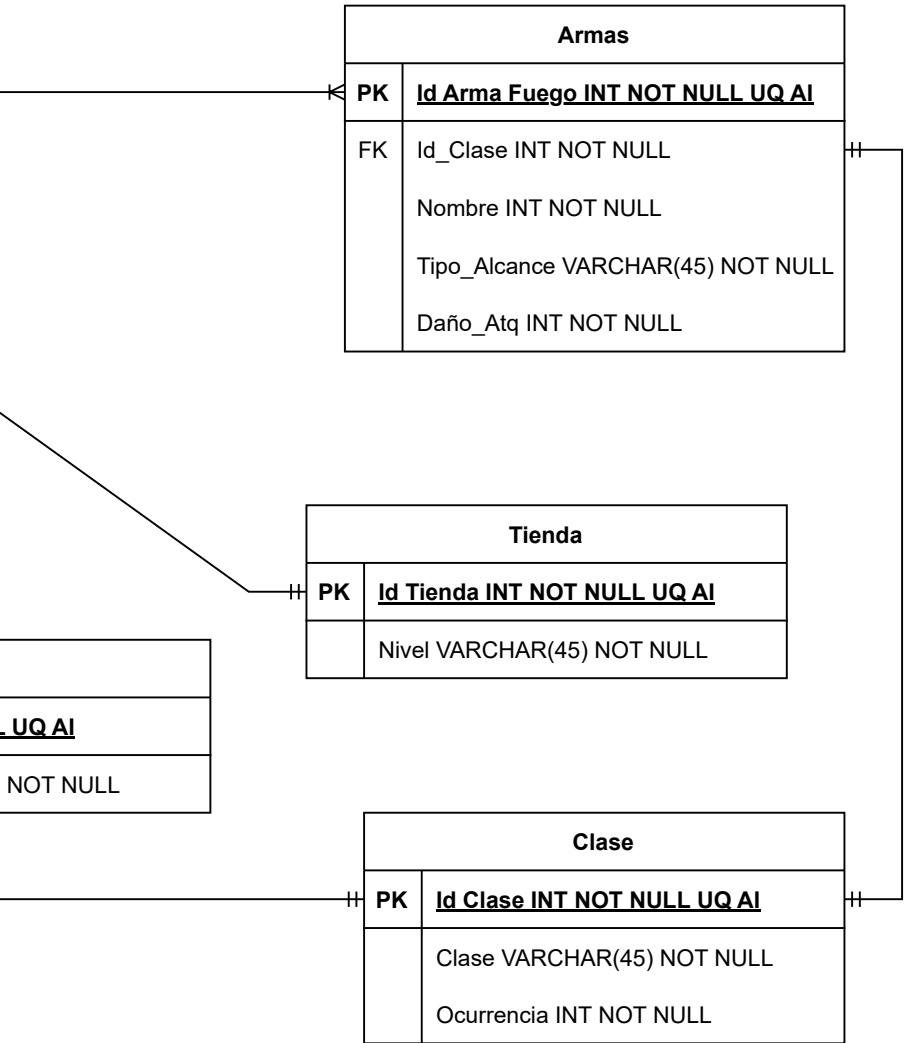 Armas
PK Id Arma Fuego INT NOT NULL UQ AI
FK Id_Clase INT NOT NULL
Nombre INT NOT NULL
Tipo_Alcance VARCHAR(45) NOT NULL
Daño_Atq INT NOT NULL
Tienda
PK Id Tienda INT NOT NULL UQ AI
Nivel VARCHAR(45) NOT NULL
UQ AI
NOT NULL
Clase
PK Id Clase INT NOT NULL UQ AI
Clase VARCHAR(45) NOT NULL
Ocurrencia INT NOT NULL